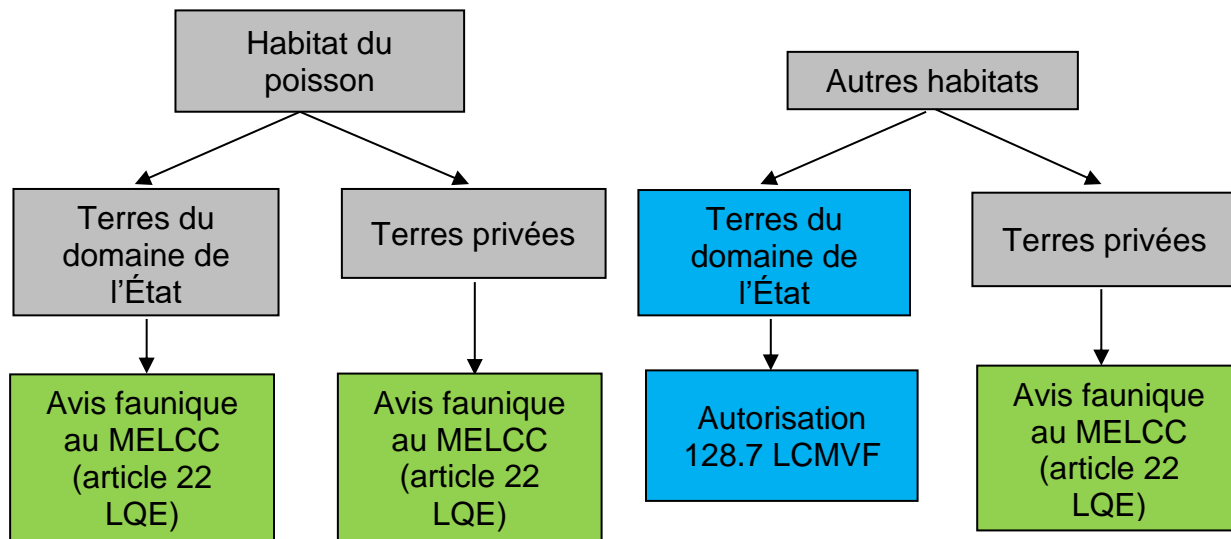 Habitat du
poisson
Autres habitats
Terres du
domaine de
l’État
Terres privées
Terres du
domaine de
l’État
Terres privées
Avis faunique
au MELCC
(article 22
LQE)
Avis faunique
au MELCC
(article 22
LQE)
Autorisation
128.7 LCMVF
Avis faunique
au MELCC
(article 22
LQE)